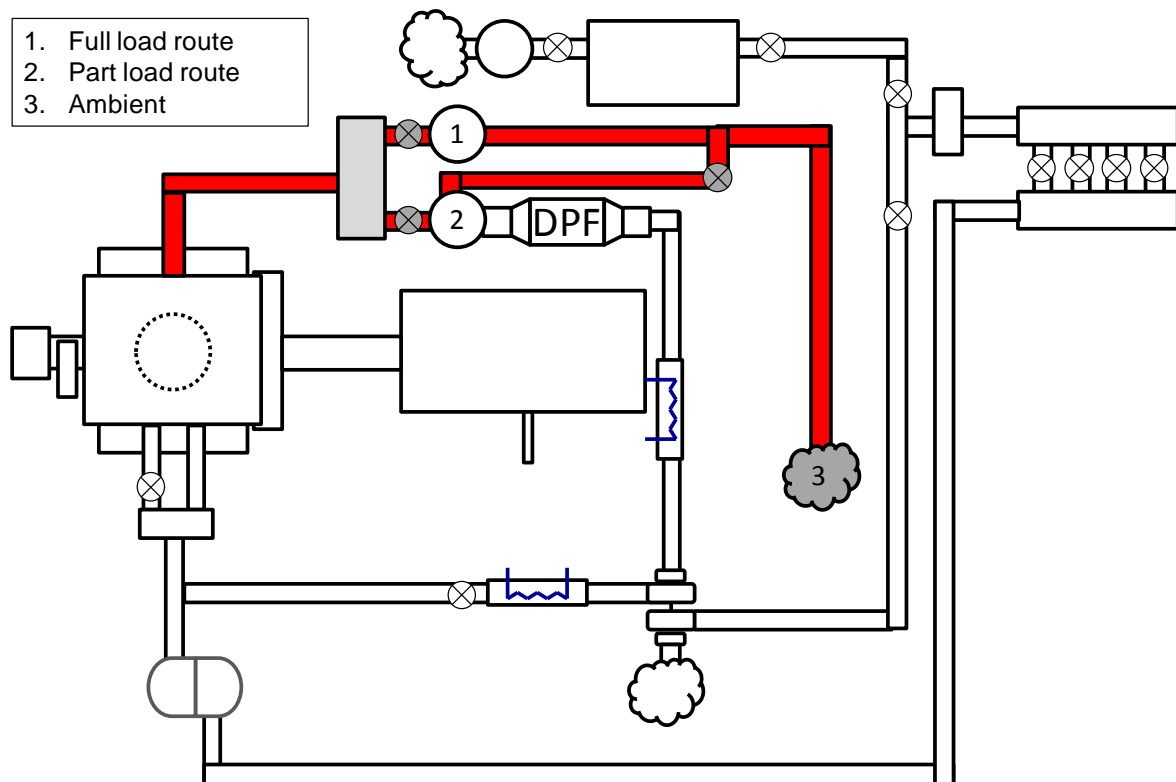 1. Full load route
2. Part load route
3. Ambient
1
2
DPF
3